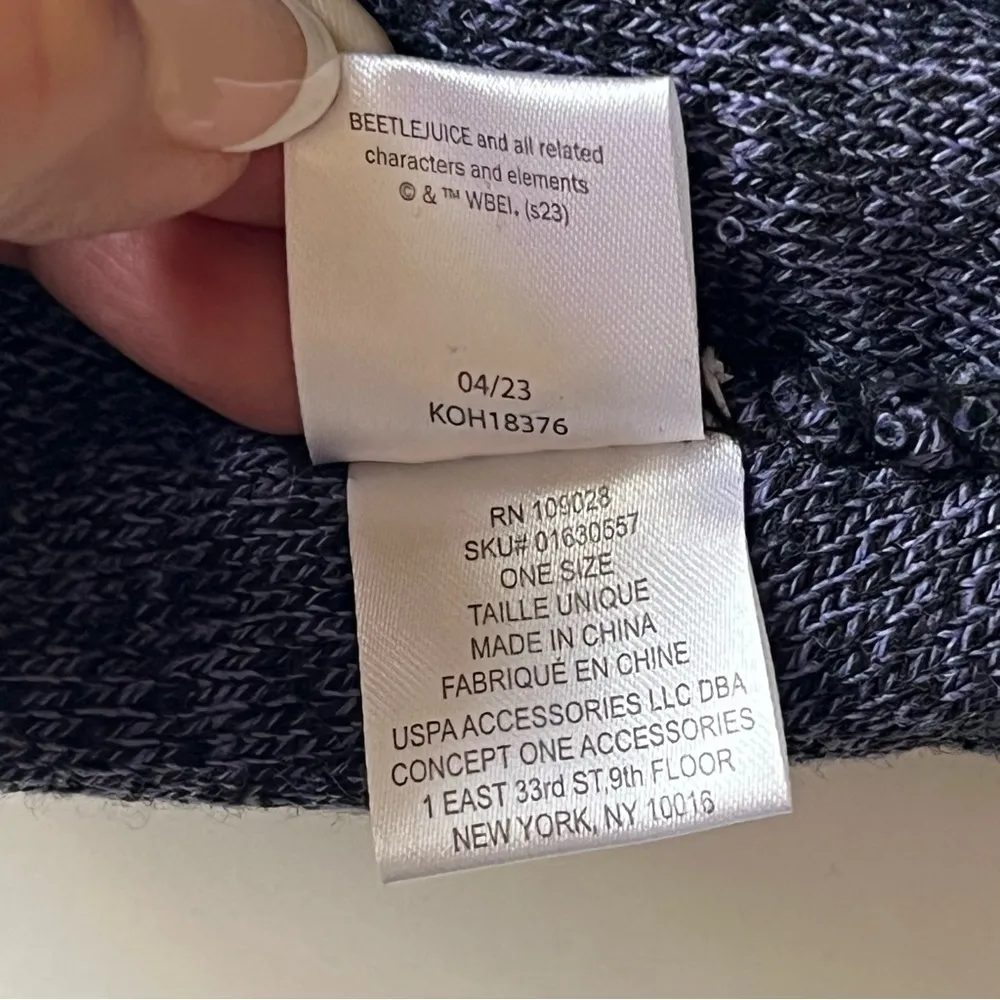 BEETLEJUICE and all related
characters and elements
© & ™ WBEI. (s23)
04/23
KOH18376
RN 109028
SKU# 01630657
ONE SIZE
TAILLE UNIQUE
MADE IN CHINA
FABRIQUÉ EN CHINE
USPA ACCESSORIES LLC DBA
CONCEPT ONE ACCESSORIES
1 EAST 33rd ST,9th FLOOR
NEW YORK, NY 10016